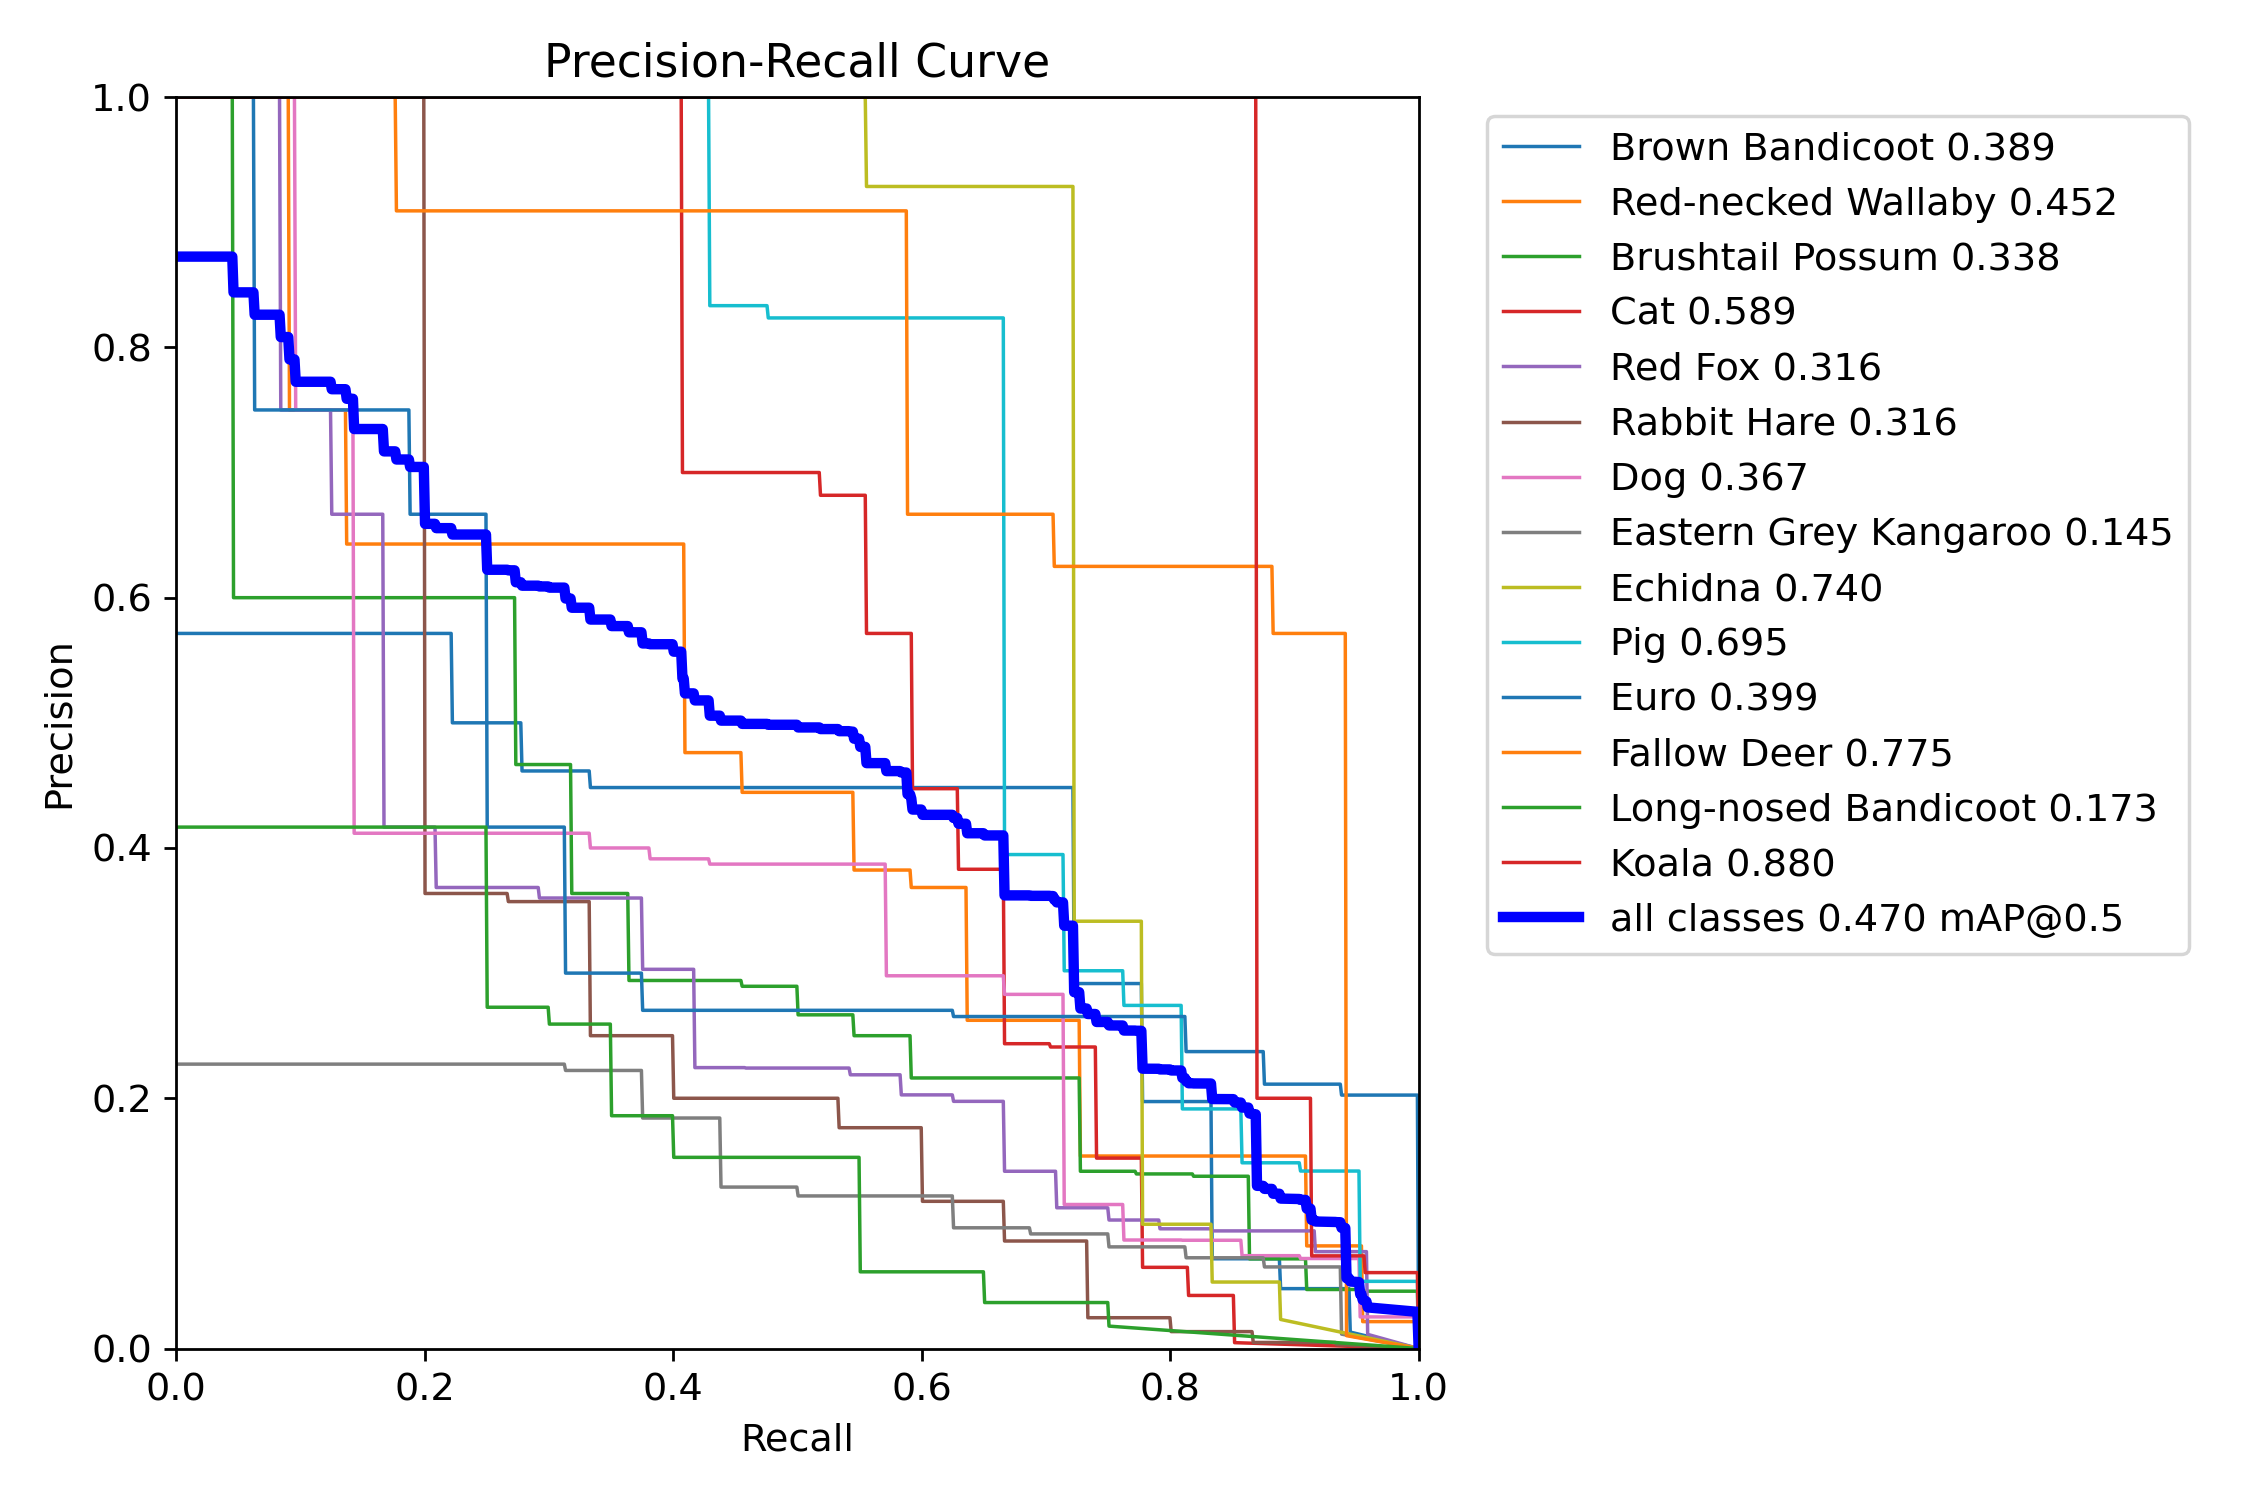 Precision-Recall Curve
1.0
0.8
0.6
0.4
0.2
0.0
Precision
0.0 0.2 0.4 0.6 0.8 1.0
Recall
Brown Bandicoot 0.389
Red-necked Wallaby 0.452
Brushtail Possum 0.338
Cat 0.589
Red Fox 0.316
Rabbit Hare 0.316
Dog 0.367
Eastern Grey Kangaroo 0.145
Echidna 0.740
Pig 0.695
Euro 0.399
Fallow Deer 0.775
Long-nosed Bandicoot 0.173
Koala 0.880
all classes 0.470 mAP@0.5